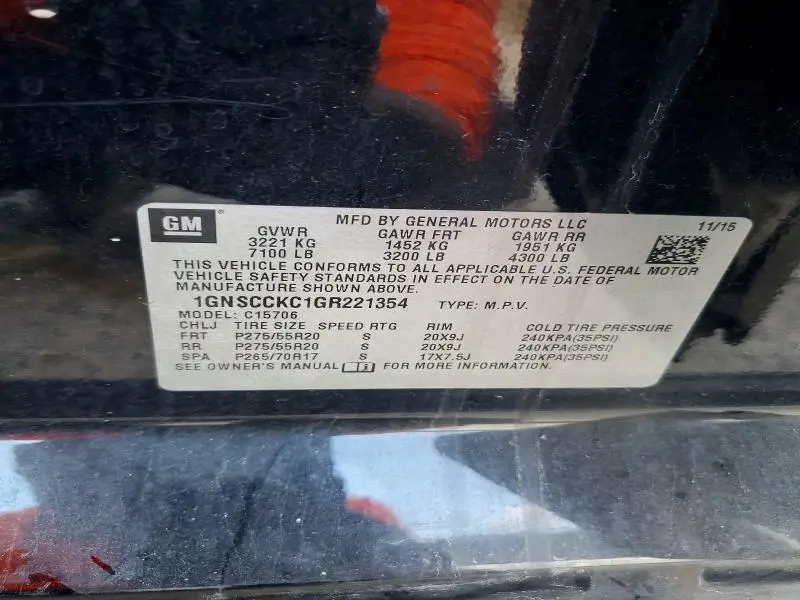 GM ®
MFD BY GENERAL MOTORS LLC 11/15
GVWR GAWR FRT GAWR RR
3221 KG 1452 KG 1951 KG
7100 LB 3200 LB 4300 LB
THIS VEHICLE CONFORMS TO ALL APPLICABLE U.S. FEDERAL MOTOR
VEHICLE SAFETY STANDARDS IN EFFECT ON THE DATE OF
MANUFACTURE SHOWN ABOVE.
1GNSCCKC1GR221354 TYPE: M.P.V.
MODEL: C15706
CHLJ TIRE SIZE SPEED RTG RIM COLD TIRE PRESSURE
FRT P275/55R20 S 20X9J 240KPA(35PSI)
RR P275/55R20 S 20X9J 240KPA(35PSI)
SPA P265/70R17 S 17X7.5J 240KPA(35PSI)
SEE OWNER'S MANUAL i FOR MORE INFORMATION.